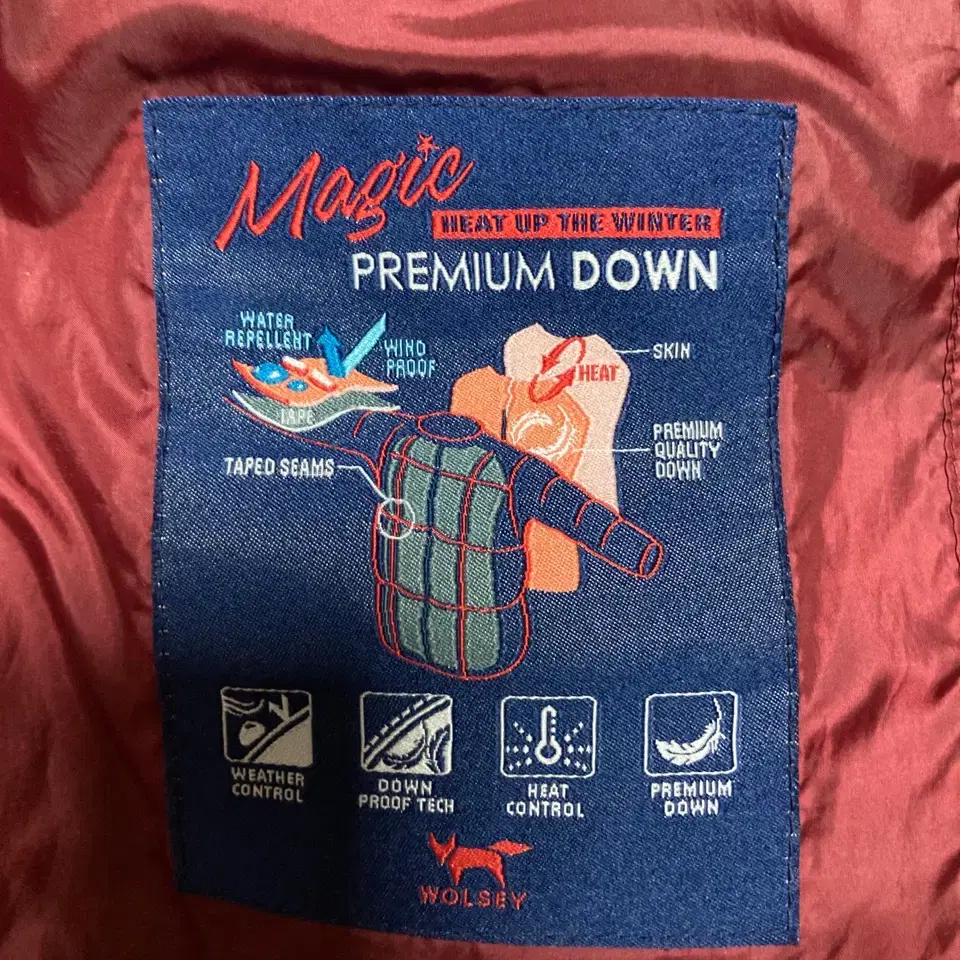 Magic
HEAT UP THE WINTER
PREMIUM DOWN
WATER
REPELLENT
WIND
PROOF
SKIN
HEAT
TAPE
PREMIUM
QUALITY
DOWN
TAPED SEAMS
WEATHER
CONTROL
DOWN
PROOF TECH
HEAT
CONTROL
PREMIUM
DOWN
WOLSEY